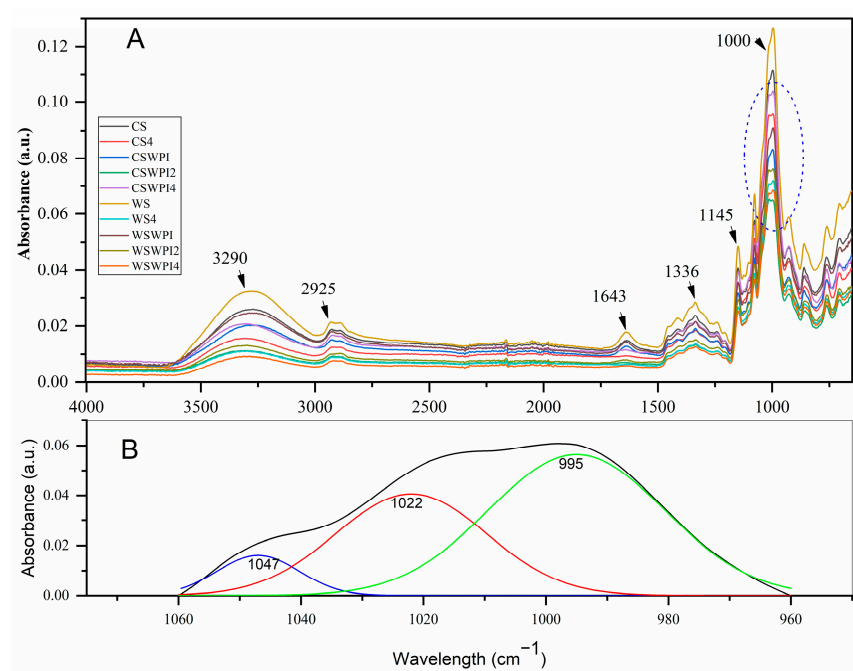 A
0.12
0.10
0.08
0.06
0.04
0.02
0.00
Absorbance (a.u.)
CS
CS4
CSWPI
CSWPI2
CSWPI4
WS
WS4
WSWPI
WSWPI2
WSWPI4
3290
2925
1643
1336
1145
1000
4000 3500 3000 2500 2000 1500 1000
B
0.06
0.04
0.02
0.00
Absorbance (a.u.)
1047
1022
995
1060 1040 1020 1000 980 960
Wavelength (cm⁻¹)